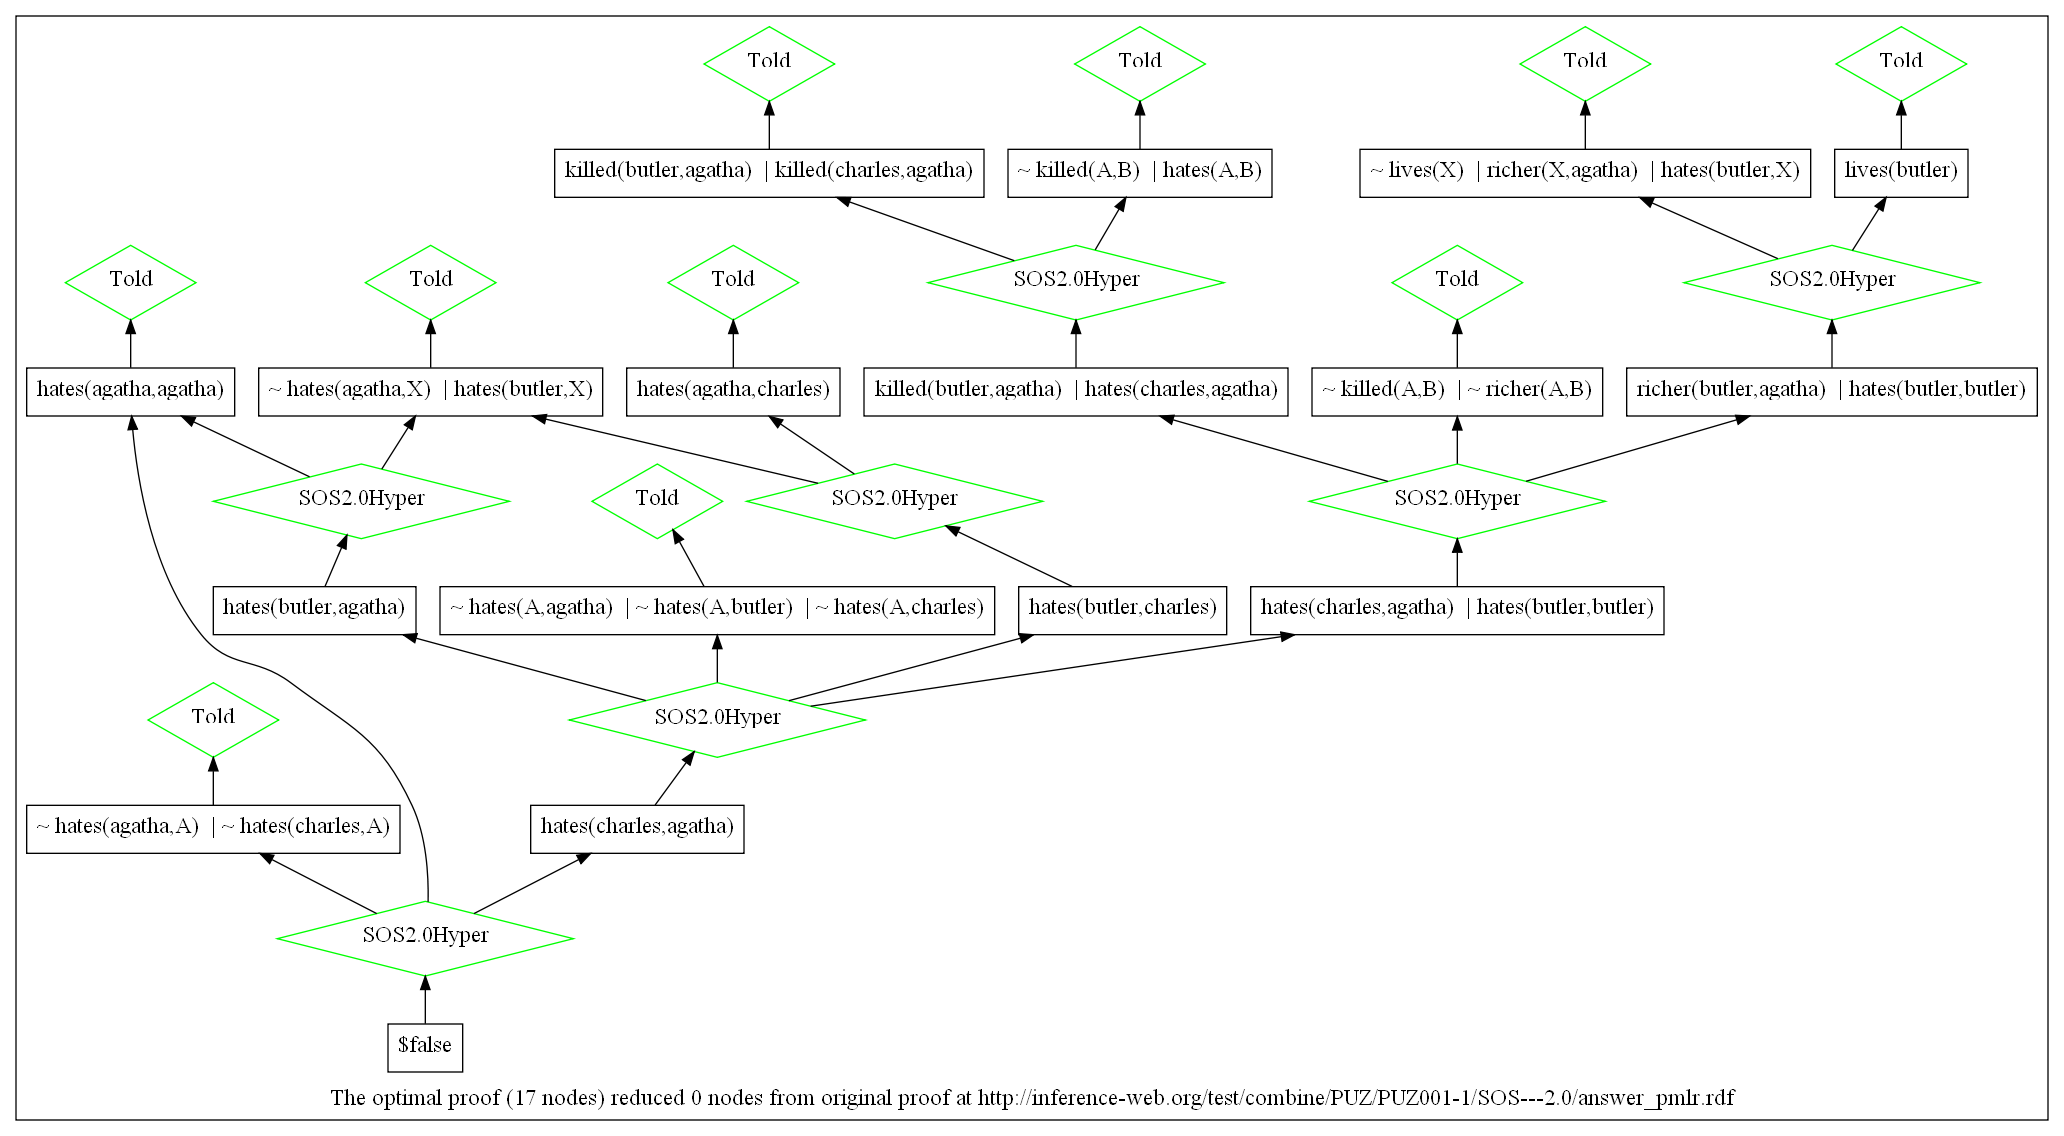 Told
Told
Told
Told
killed(butler,agatha) | killed(charles,agatha)
~ killed(A,B) | hates(A,B)
~ lives(X) | richer(X,agatha) | hates(butler,X)
lives(butler)
Told
Told
Told
SOS2.0Hyper
Told
SOS2.0Hyper
hates(agatha,agatha)
~ hates(agatha,X) | hates(butler,X)
hates(agatha,charles)
killed(butler,agatha) | hates(charles,agatha)
~ killed(A,B) | ~ richer(A,B)
richer(butler,agatha) | hates(butler,butler)
SOS2.0Hyper
Told
SOS2.0Hyper
SOS2.0Hyper
hates(butler,agatha)
~ hates(A,agatha) | ~ hates(A,butler) | ~ hates(A,charles)
hates(butler,charles)
hates(charles,agatha) | hates(butler,butler)
Told
SOS2.0Hyper
~ hates(agatha,A) | ~ hates(charles,A)
hates(charles,agatha)
SOS2.0Hyper
$false
The optimal proof (17 nodes) reduced 0 nodes from original proof at http://inference-web.org/test/combine/PUZ/PUZ001-1/SOS---2.0/answer_pmlr.rdf